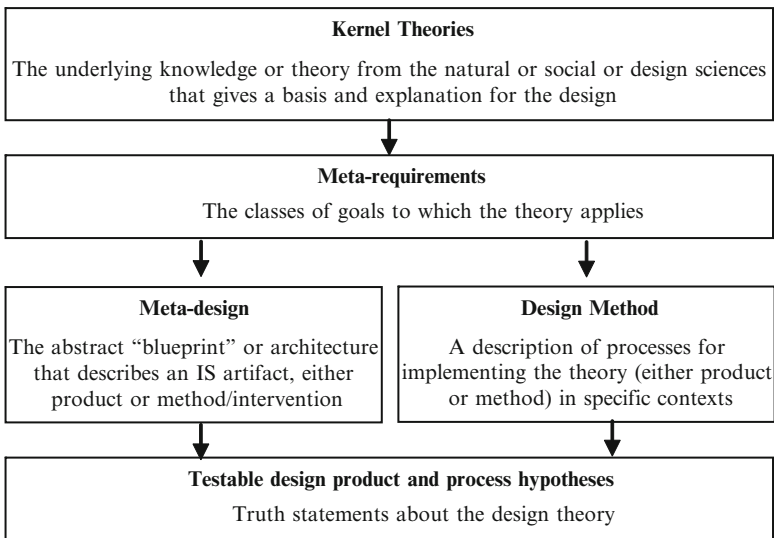 Kernel Theories
The underlying knowledge or theory from the natural or social or design sciences
that gives a basis and explanation for the design
Meta-requirements
The classes of goals to which the theory applies
Meta-design
The abstract “blueprint” or architecture
that describes an IS artifact, either
product or method/intervention
Design Method
A description of processes for
implementing the theory (either product
or method) in specific contexts
Testable design product and process hypotheses
Truth statements about the design theory